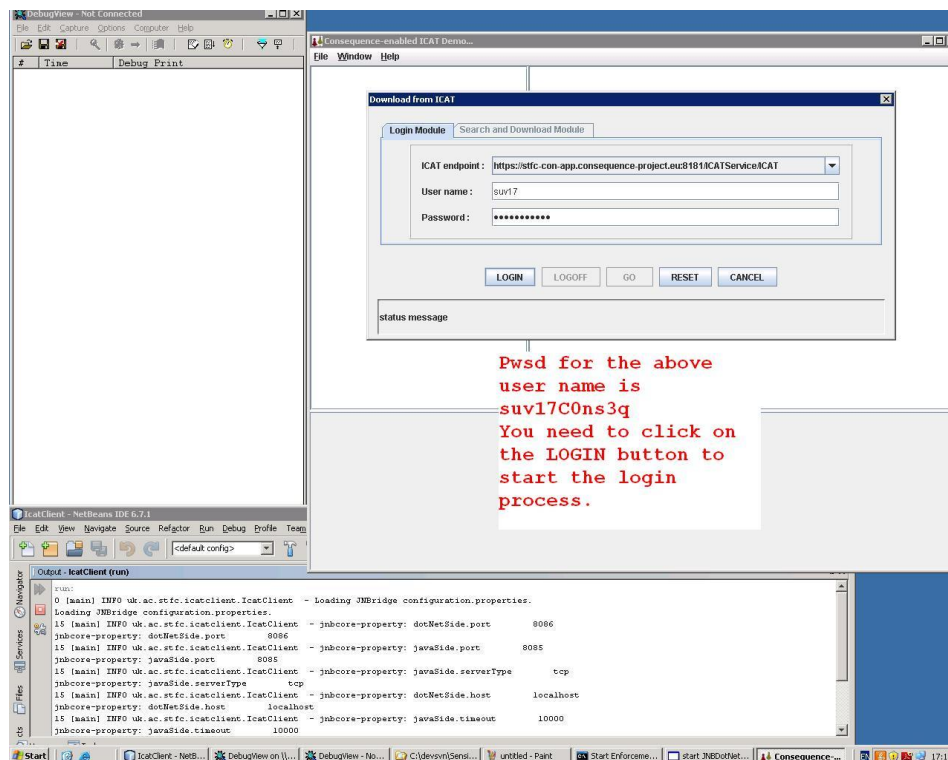 DebugView - Not Connected
File Edit Capture Options Computer Help
# Time Debug Print
Consequence-enabled ICAT Demo...
File Window Help
Download from ICAT
Login Module Search and Download Module
ICAT endpoint : https://stfc-con-app.consequence-project.eu:8181/ICATService/ICAT
User name : suv17
Password : •••••••••••
LOGIN LOGOFF GO RESET CANCEL
status message
Pwsd for the above
user name is
suv17C0ns3q
You need to click on
the LOGIN button to
start the login
process.
IcatClient - NetBeans IDE 6.7.1
File Edit View Navigate Source Refactor Run Debug Profile Team
<default config>
Output - IcatClient (run)
Navigator
Services
Files
run:
0 [main] INFO uk.ac.stfc.icatclient.IcatClient - Loading JNBridge configuration.properties.
Loading JNBridge configuration.properties.
15 [main] INFO uk.ac.stfc.icatclient.IcatClient - jnbcore-property: dotNetSide.port 8086
jnbcore-property: dotNetSide.port 8086
15 [main] INFO uk.ac.stfc.icatclient.IcatClient - jnbcore-property: javaSide.port 8085
jnbcore-property: javaSide.port 8085
15 [main] INFO uk.ac.stfc.icatclient.IcatClient - jnbcore-property: javaSide.serverType tcp
jnbcore-property: javaSide.serverType tcp
15 [main] INFO uk.ac.stfc.icatclient.IcatClient - jnbcore-property: dotNetSide.host localhost
jnbcore-property: dotNetSide.host localhost
15 [main] INFO uk.ac.stfc.icatclient.IcatClient - jnbcore-property: javaSide.timeout 10000
jnbcore-property: javaSide.timeout 10000
Start IcatClient - NetB... DebugView on \\... DebugView - No... C:\devsvn\Sensi... untitled - Paint Start Enforceme... start JNBDotNet... Consequence-... 17:1